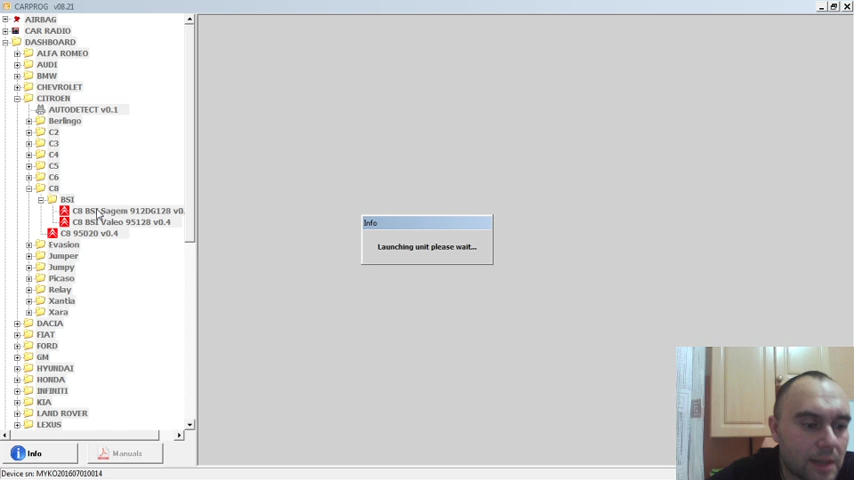 CARPROG v08.21
AIRBAG
CAR RADIO
DASHBOARD
ALFA ROMEO
AUDI
BMW
CHEVROLET
CITROEN
AUTODETECT v0.1
Berlingo
C2
C3
C4
C5
C6
C8
BSI
C8 BSI Sagem 912DG128 v0.
C8 BSI Valeo 95128 v0.4
C8 95020 v0.4
Evasion
Jumper
Jumpy
Picaso
Relay
Xantia
Xara
DACIA
FIAT
FORD
GM
HYUNDAI
HONDA
INFINITI
KIA
LAND ROVER
LEXUS
Info
Launching unit please wait...
Info
Manuals
Device sn: MYKO201607010014